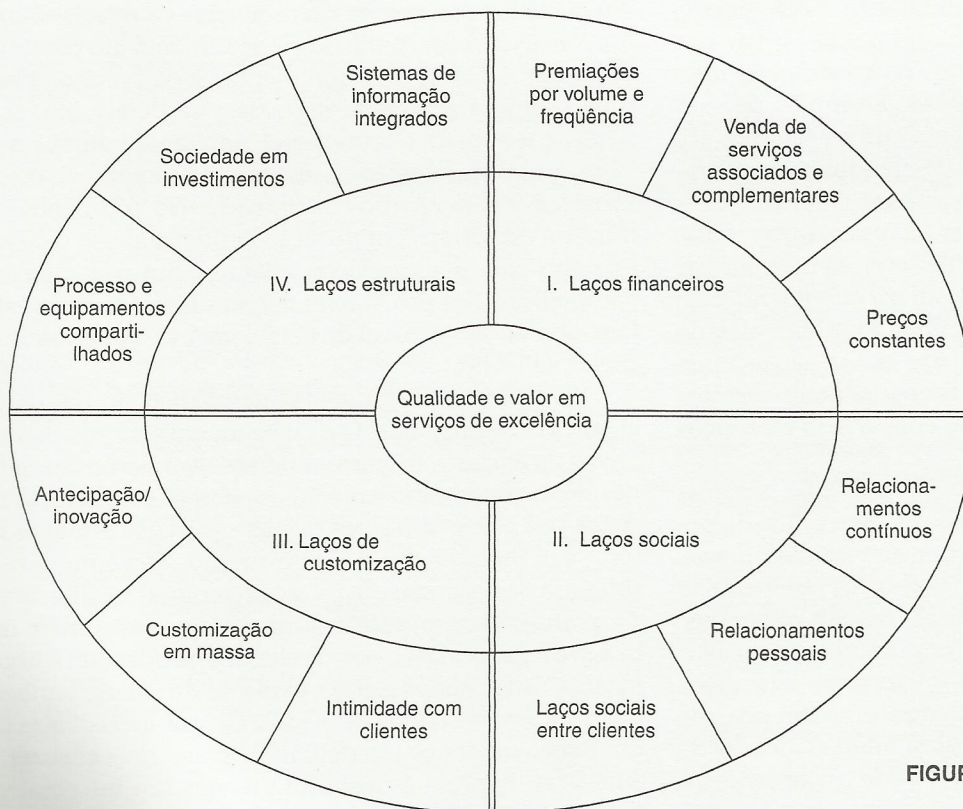 Sistemas de
informação
integrados
Premiações
por volume e
freqüência
Venda de
serviços
associados e
complementares
Preços
constantes
Sociedade em
investimentos
Processo e
equipamentos
comparti-
lhados
IV. Laços estruturais
I. Laços financeiros
Qualidade e valor em
serviços de excelência
III. Laços de
customização
II. Laços sociais
Relaciona-
mentos
contínuos
Relacionamentos
pessoais
Laços sociais
entre clientes
Intimidade com
clientes
Customização
em massa
Antecipação/
inovação